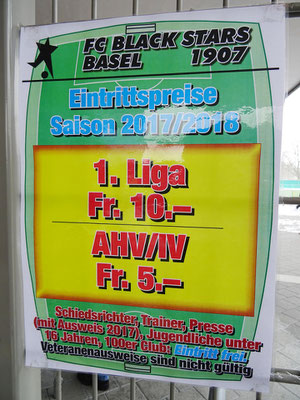 FC BLACK STARS
BASEL 1907
Eintrittspreise
Saison 2017/2018
1. Liga
Fr. 10.–
AHV/IV
Fr. 5.–
Schiedsrichter, Trainer, Presse
(mit Ausweis 2017), Jugendliche unter
16 Jahren, 100er Club: Eintritt frei.
Veteranenausweise sind nicht gültig